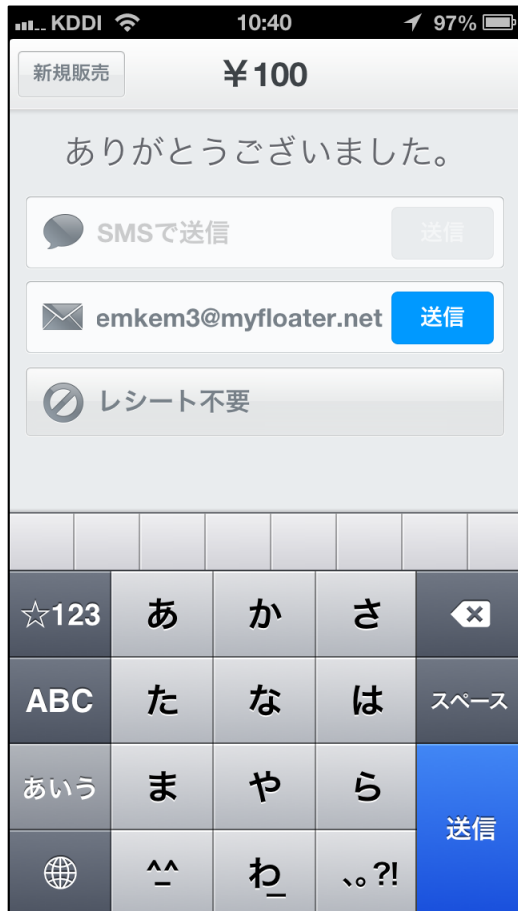 KDDI 10:40 97%
新規販売 ¥100
ありがとうございました。
SMSで送信 送信
emkem3@myfloater.net 送信
レシート不要
☆123 あ か さ
ABC た な は スペース
あいう ま や ら
送信
^_^ わ_ 、。?!